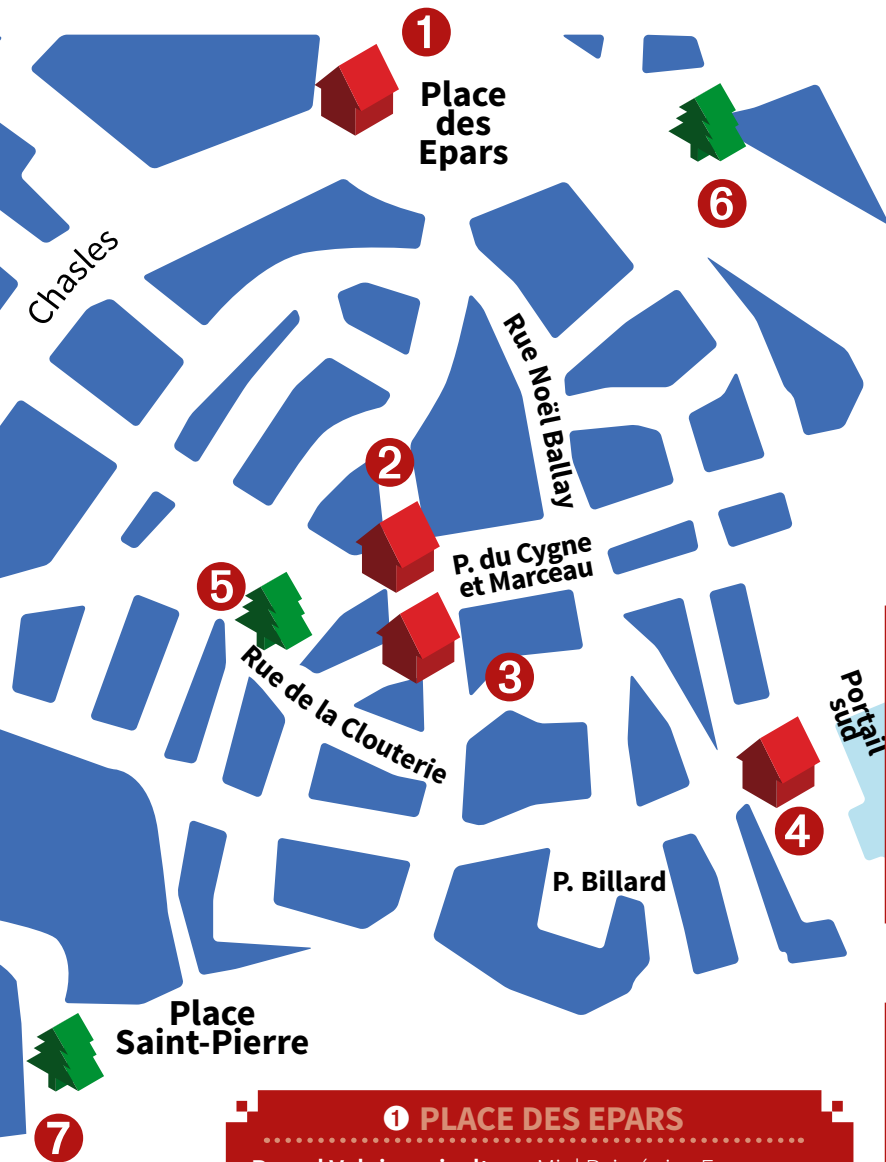 1
Place
des
Epars
6
Chasles
Rue Noël Ballay
2
P. du Cygne
et Marceau
5
3
Rue de la Clouterie
Portail
sud
4
P. Billard
Place
Saint-Pierre
7
1 PLACE DES EPARS